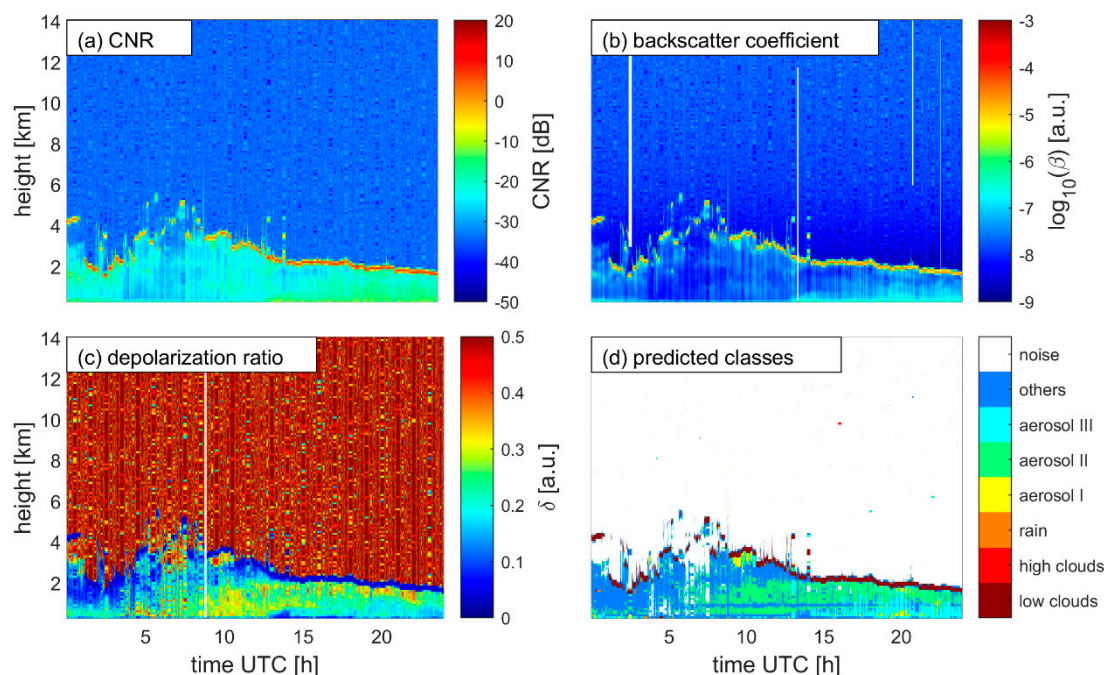 (a) CNR
14
12
10
8
6
4
2
height [km]
20
10
0
-10
-20
-30
-40
-50
CNR [dB]
(b) backscatter coefficient
-3
-4
-5
-6
-7
-8
-9
log10(β) [a.u.]
(c) depolarization ratio
14
12
10
8
6
4
2
height [km]
5 10 15 20
time UTC [h]
0.5
0.4
0.3
0.2
0.1
0
δ [a.u.]
(d) predicted classes
5 10 15 20
time UTC [h]
noise
others
aerosol III
aerosol II
aerosol I
rain
high clouds
low clouds